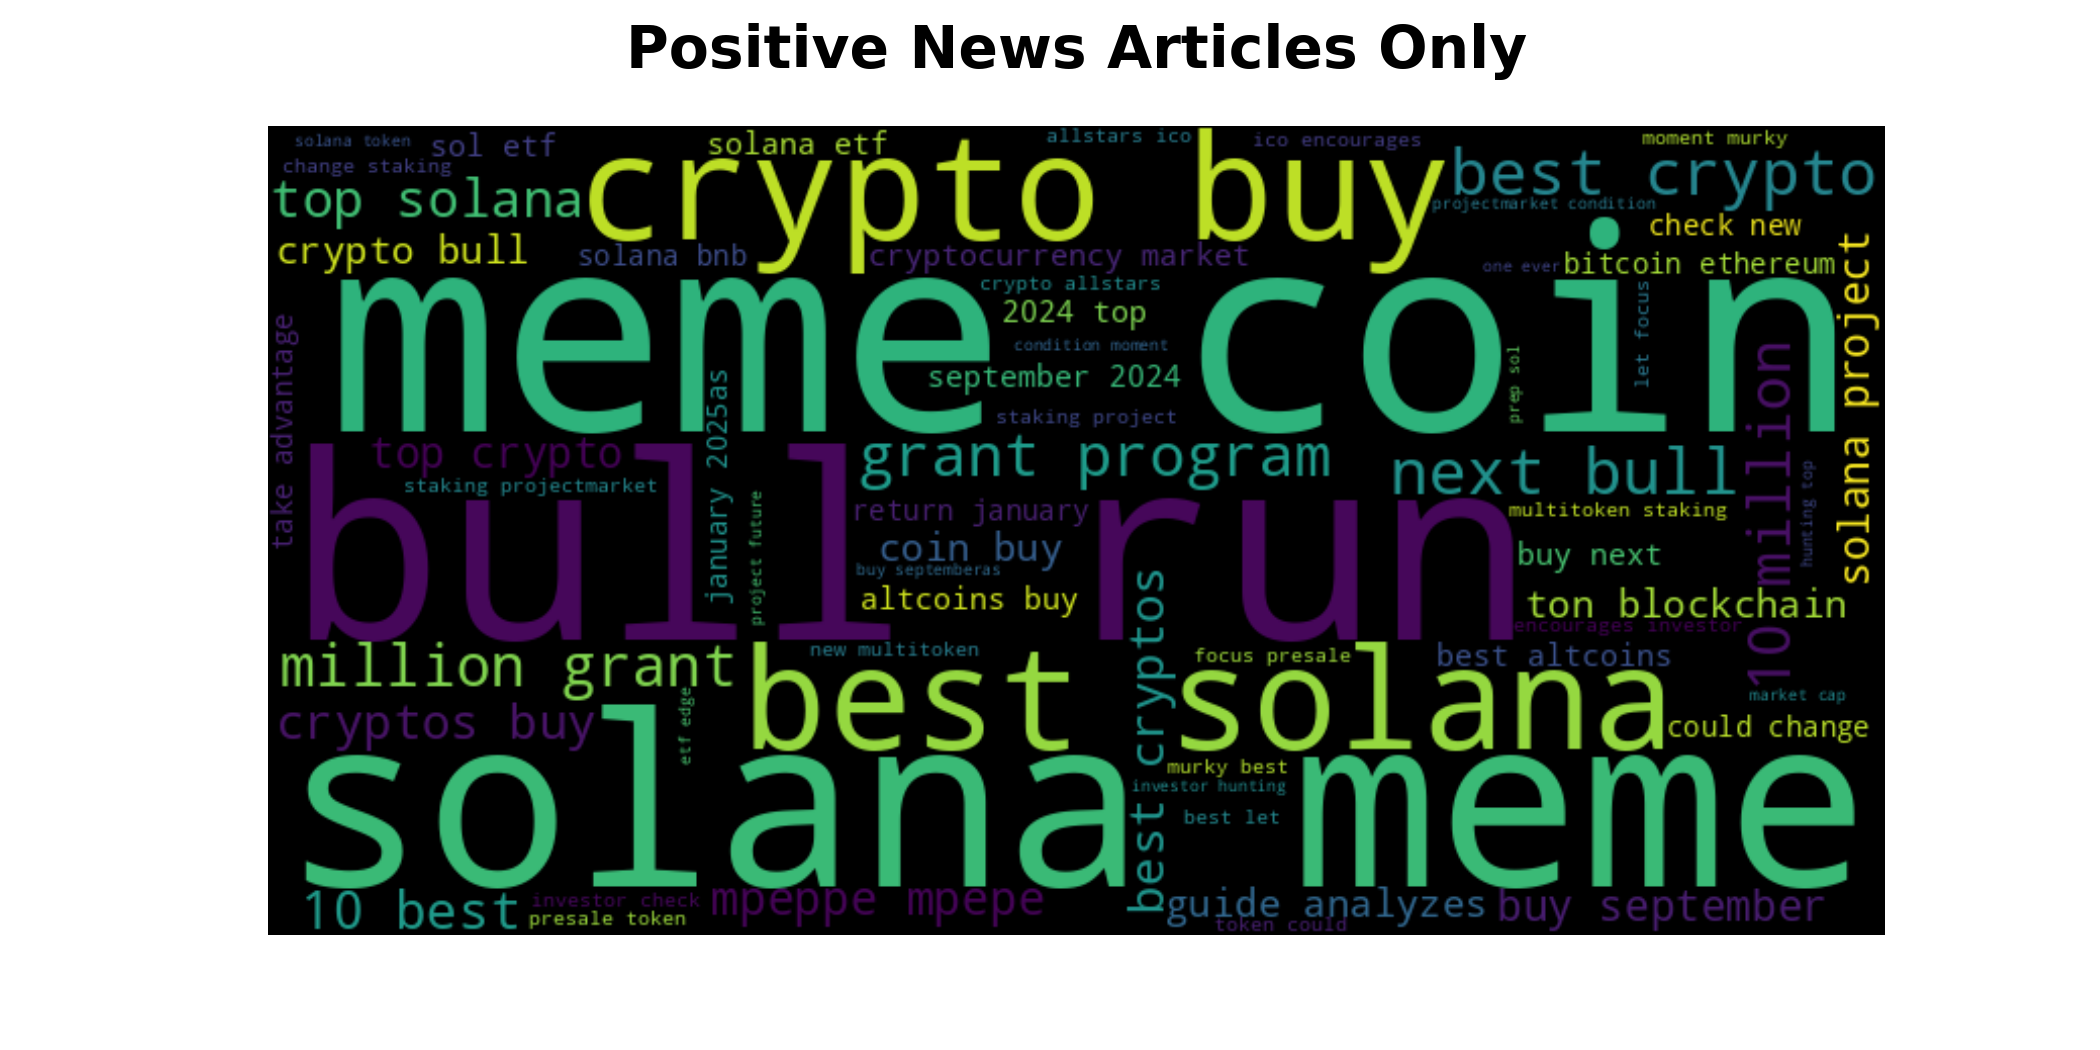 Positive News Articles Only
solana token
sol etf
solana etf
allstars ico
ico encourages
moment murky
change staking
crypto buy
best crypto
top solana
projectmarket condition
check new
crypto bull
solana bnb
cryptocurrency market
one ever
bitcoin ethereum
solana project
meme coin
crypto allstars
2024 top
condition moment
september 2024
staking project
prep sol
let focus
take advantage
january 2025as
10 million
bull run
top crypto
grant program
next bull
staking projectmarket
project future
return january
multitoken staking
hunting top
coin buy
buy next
buy septemberas
altcoins buy
ton blockchain
encourages investor
million grant
new multitoken
best solana
focus presale
best altcoins
best cryptos
etf edge
market cap
cryptos buy
could change
solana meme
murky best
investor hunting
best let
10 best
investor check
presale token
mpeppe mpepe
guide analyzes
token could
buy september